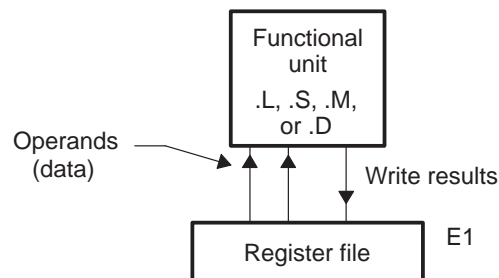 Functional
unit
.L, .S, .M,
or .D
Operands
(data)
Write results
E1
Register file